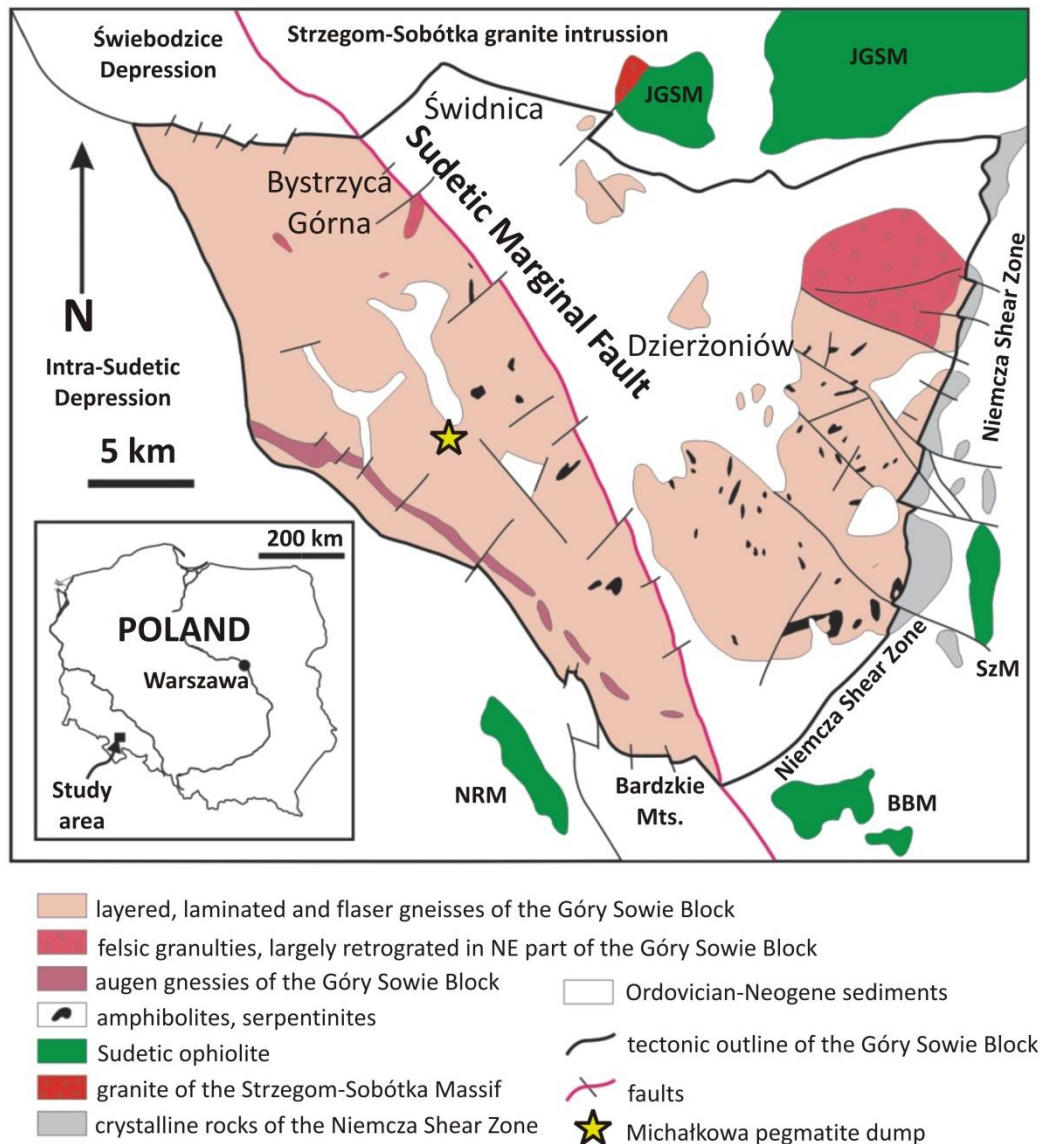 Świebodzice
Depression
Strzegom-Sobótka granite intrussion
JGSM
JGSM
Świdnica
Sudetic Marginal Fault
Bystrzyca
Górna
N
Niemcza Shear Zone
Dzierżoniów
Intra-Sudetic
Depression
5 km
200 km
POLAND
Warszawa
Study
area
SzM
Niemcza Shear Zone
NRM
Bardzkie
Mts.
BBM
layered, laminated and flaser gneisses of the Góry Sowie Block
felsic granulties, largely retrograted in NE part of the Góry Sowie Block
augen gnessies of the Góry Sowie Block
amphibolites, serpentinites
Sudetic ophiolite
granite of the Strzegom-Sobótka Massif
crystalline rocks of the Niemcza Shear Zone
Ordovician-Neogene sediments
tectonic outline of the Góry Sowie Block
faults
Michałkowa pegmatite dump